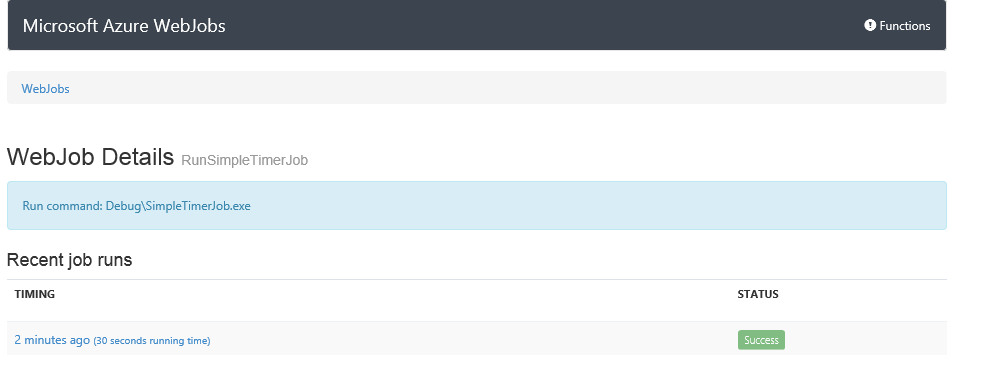 Microsoft Azure WebJobs Functions
WebJobs
WebJob Details RunSimpleTimerJob
Run command: Debug\SimpleTimerJob.exe
Recent job runs
TIMING STATUS
2 minutes ago (30 seconds running time) Success